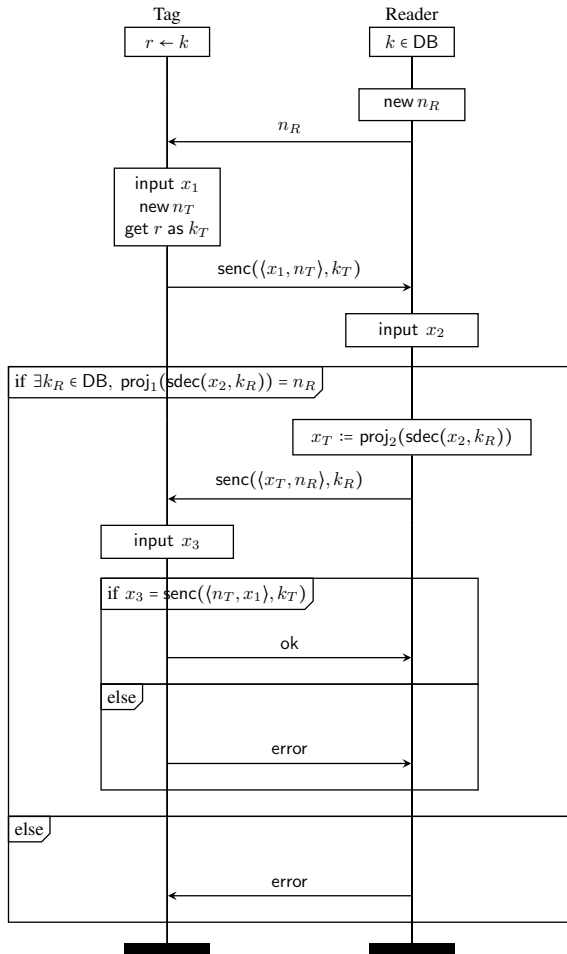 Tag Reader
r ← k k ∈ DB
new n_R
n_R
input x_1
new n_T
get r as k_T
senc(⟨x_1, n_T⟩, k_T)
input x_2
if ∃k_R ∈ DB, proj_1(sdec(x_2, k_R)) = n_R
x_T := proj_2(sdec(x_2, k_R))
senc(⟨x_T, n_R⟩, k_R)
input x_3
if x_3 = senc(⟨n_T, x_1⟩, k_T)
ok
else
error
else
error